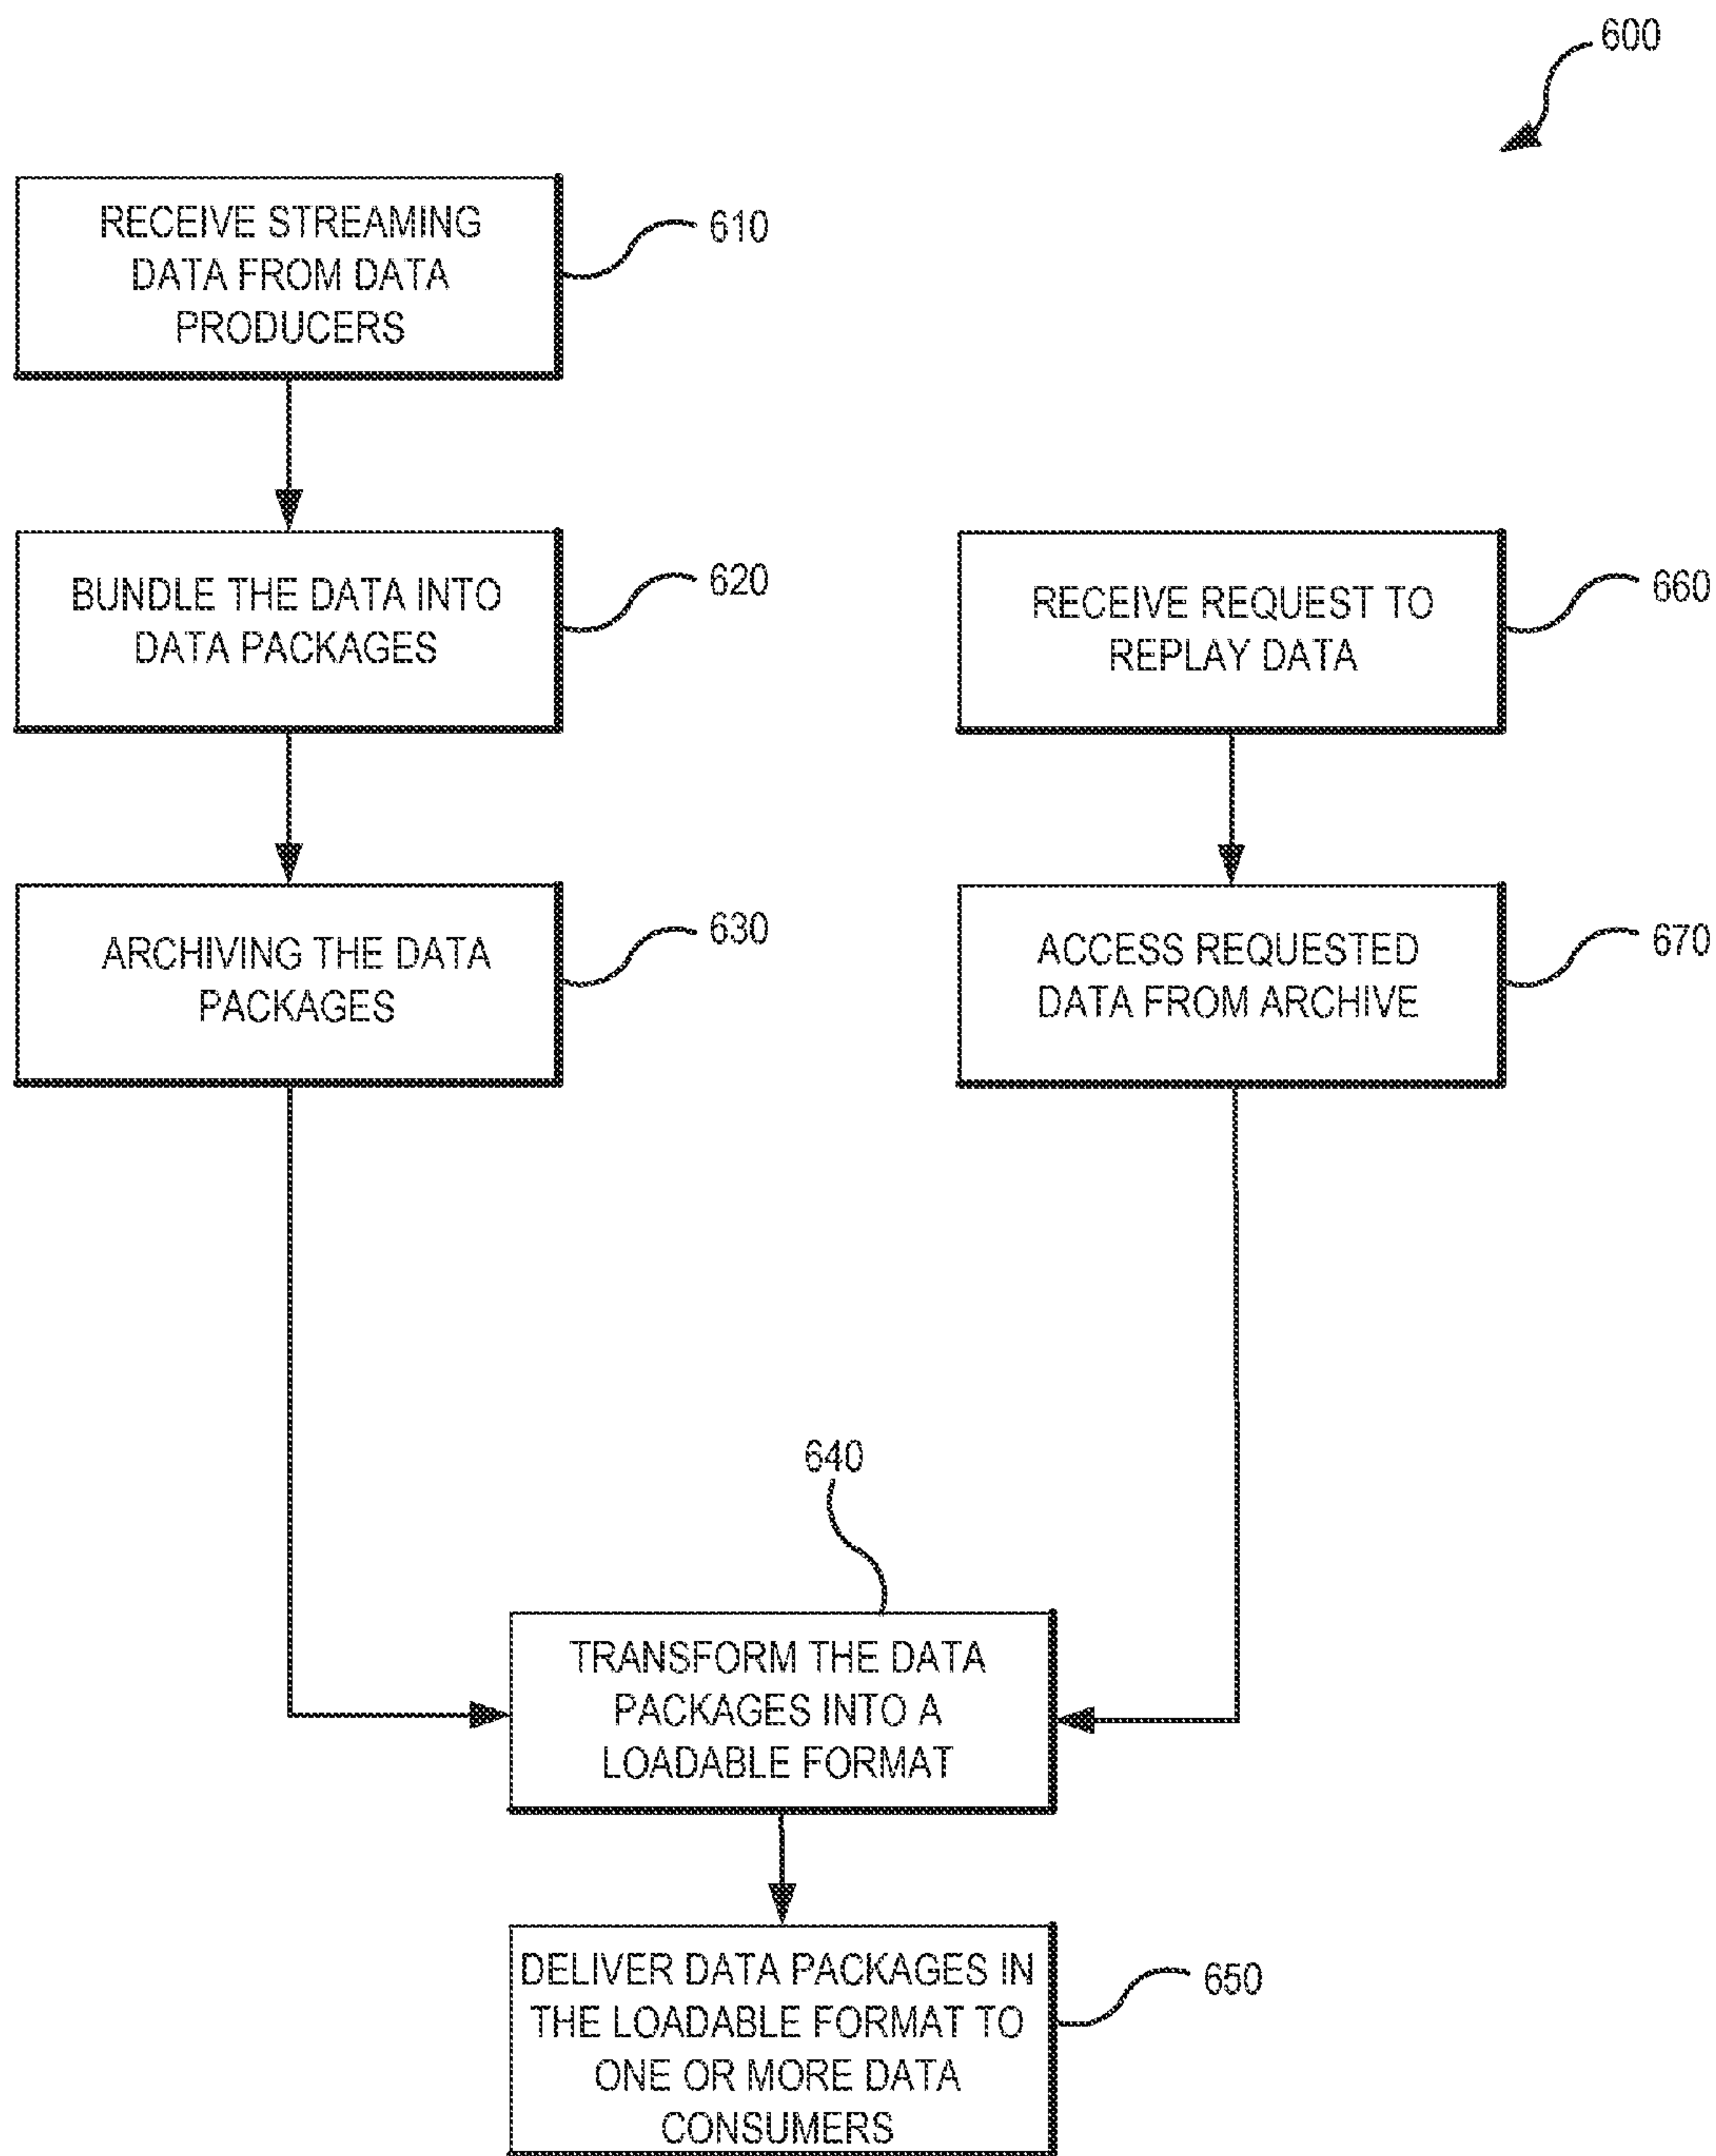 600
RECEIVE STREAMING
DATA FROM DATA
PRODUCERS
610
BUNDLE THE DATA INTO
DATA PACKAGES
620
RECEIVE REQUEST TO
REPLAY DATA
660
ARCHIVING THE DATA
PACKAGES
630
ACCESS REQUESTED
DATA FROM ARCHIVE
670
640
TRANSFORM THE DATA
PACKAGES INTO A
LOADABLE FORMAT
DELIVER DATA PACKAGES IN
THE LOADABLE FORMAT TO
ONE OR MORE DATA
CONSUMERS
650